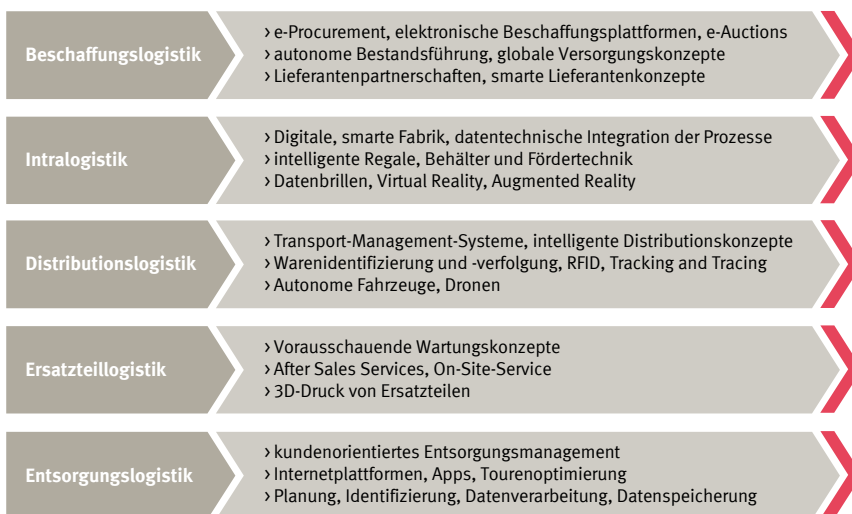 Beschaffungslogistik
› e-Procurement, elektronische Beschaffungsplattformen, e-Auctions
› autonome Bestandsführung, globale Versorgungskonzepte
› Lieferantenpartnerschaften, smarte Lieferantenkonzepte
Intralogistik
› Digitale, smarte Fabrik, datentechnische Integration der Prozesse
› intelligente Regale, Behälter und Fördertechnik
› Datenbrillen, Virtual Reality, Augmented Reality
Distributionslogistik
› Transport-Management-Systeme, intelligente Distributionskonzepte
› Warenidentifizierung und -verfolgung, RFID, Tracking and Tracing
› Autonome Fahrzeuge, Dronen
Ersatzteillogistik
› Vorausschauende Wartungskonzepte
› After Sales Services, On-Site-Service
› 3D-Druck von Ersatzteilen
Entsorgungslogistik
› kundenorientiertes Entsorgungsmanagement
› Internetplattformen, Apps, Tourenoptimierung
› Planung, Identifizierung, Datenverarbeitung, Datenspeicherung